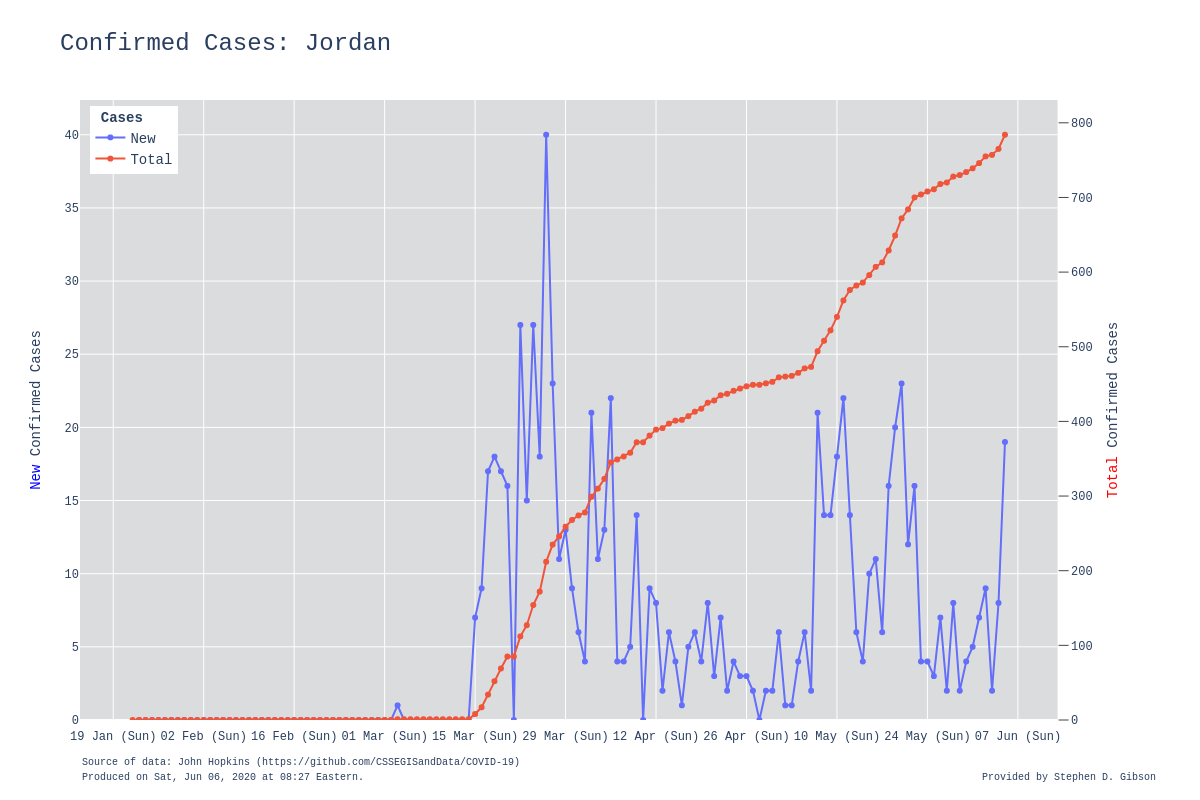 Confirmed Cases: Jordan
Cases
New
Total
40
35
30
25
20
15
10
5
0
800
700
600
500
400
300
200
100
0
New Confirmed Cases
Total Confirmed Cases
19 Jan (Sun) 02 Feb (Sun) 16 Feb (Sun) 01 Mar (Sun) 15 Mar (Sun) 29 Mar (Sun) 12 Apr (Sun) 26 Apr (Sun) 10 May (Sun) 24 May (Sun) 07 Jun (Sun)
Source of data: John Hopkins (https://github.com/CSSEGISandData/COVID-19)
Produced on Sat, Jun 06, 2020 at 08:27 Eastern.
Provided by Stephen D. Gibson